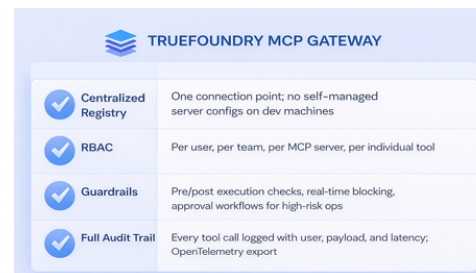 TRUEFOUNDRY MCP GATEWAY
Centralized Registry
One connection point; no self-managed
server configs on dev machines
RBAC
Per user, per team, per MCP server, per individual tool
Guardrails
Pre/post execution checks, real-time blocking,
approval workflows for high-risk ops
Full Audit Trail
Every tool call logged with user, payload, and latency;
OpenTelemetry export